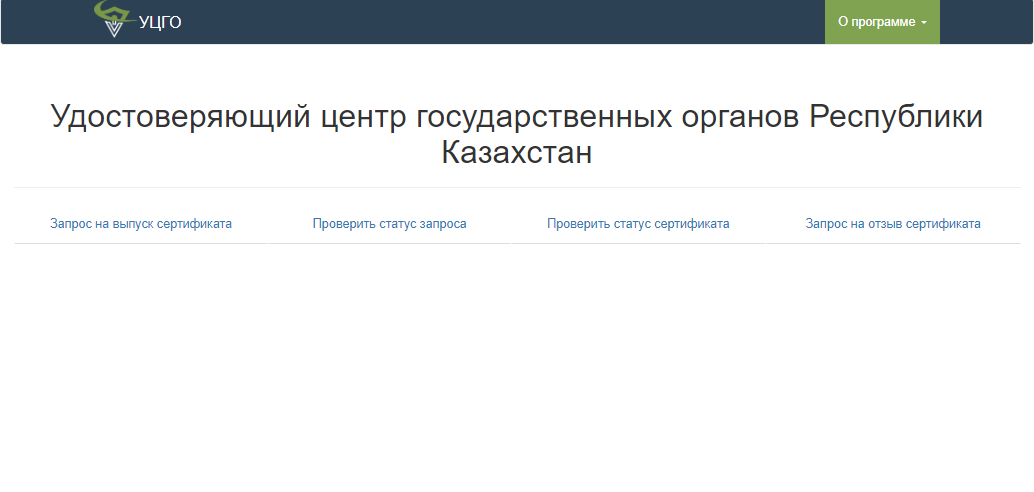 УЦГО
О программе
Удостоверяющий центр государственных органов Республики
Казахстан
Запрос на выпуск сертификата
Проверить статус запроса
Проверить статус сертификата
Запрос на отзыв сертификата